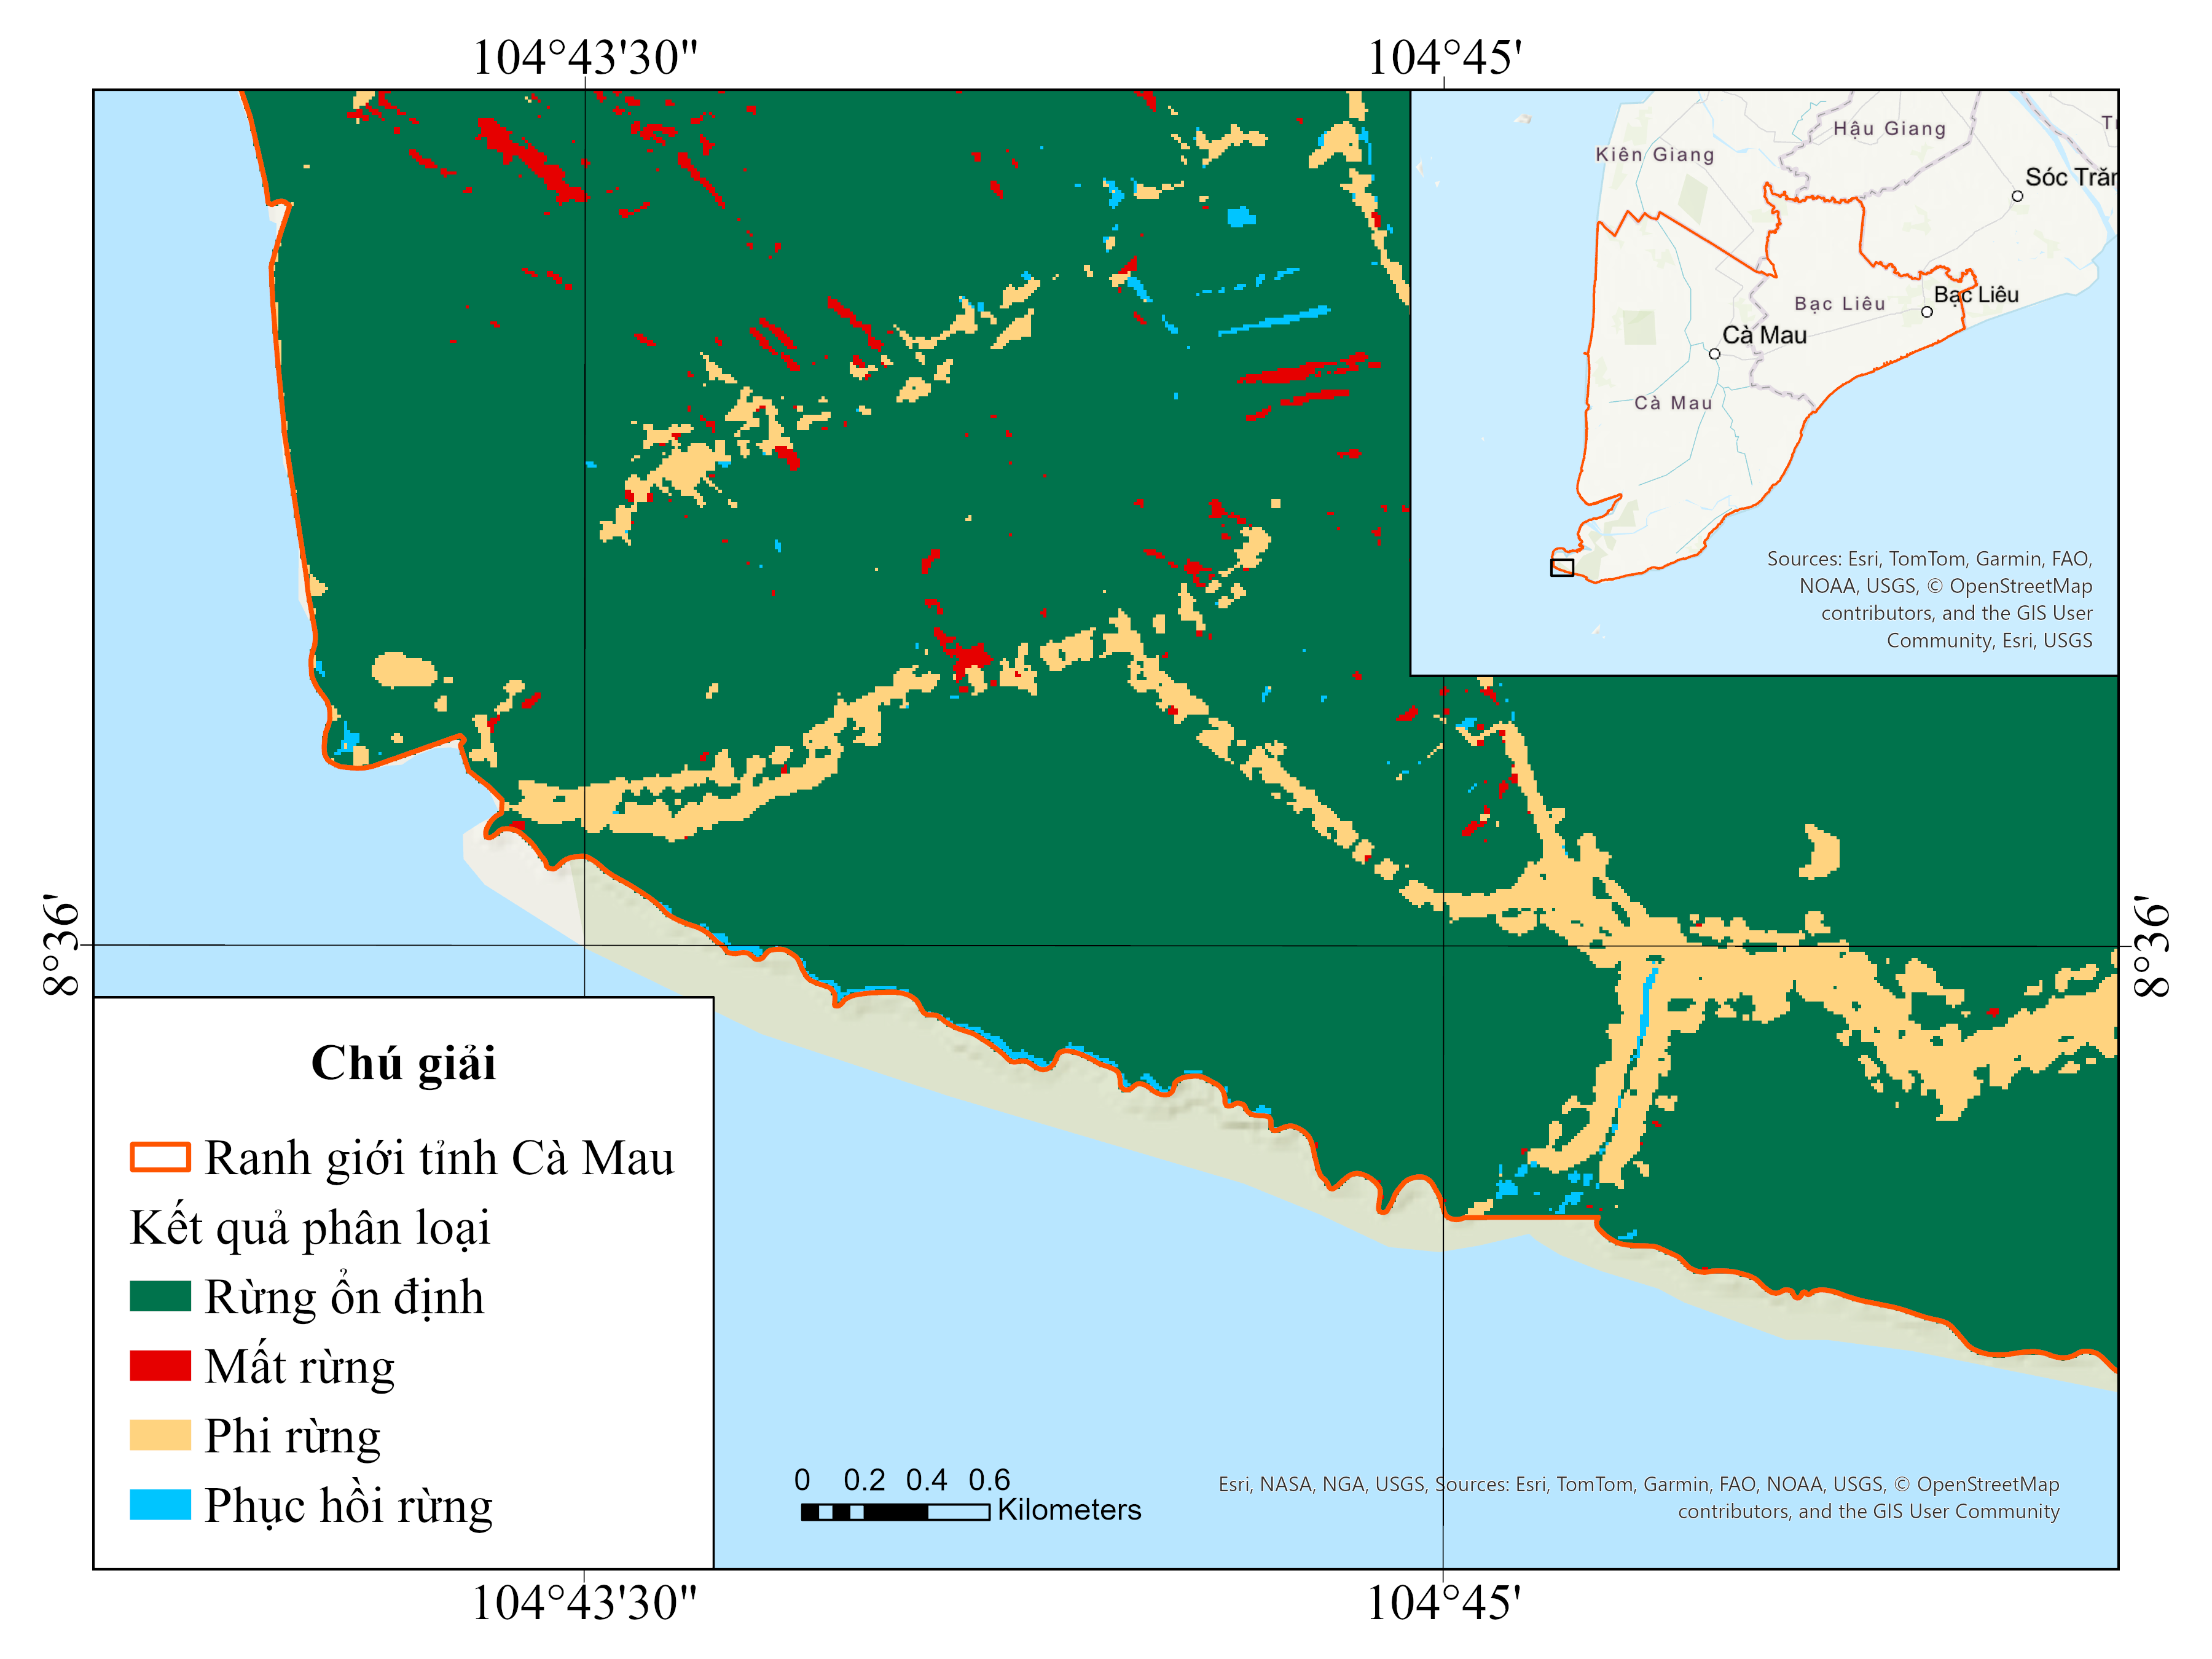 104°43'30"
104°45'
Hậu Giang
Kiên Giang
Sóc Trăn
Bạc Liêu
Bạc Liêu
Cà Mau
Cà Mau
Sources: Esri, TomTom, Garmin, FAO,
NOAA, USGS, © OpenStreetMap
contributors, and the GIS User
Community, Esri, USGS
8°36'
8°36'
Chú giải
Ranh giới tỉnh Cà Mau
Kết quả phân loại
Rừng ổn định
Mất rừng
Phi rừng
Phục hồi rừng
0 0.2 0.4 0.6
Kilometers
Esri, NASA, NGA, USGS, Sources: Esri, TomTom, Garmin, FAO, NOAA, USGS, © OpenStreetMap
contributors, and the GIS User Community
104°43'30"
104°45'